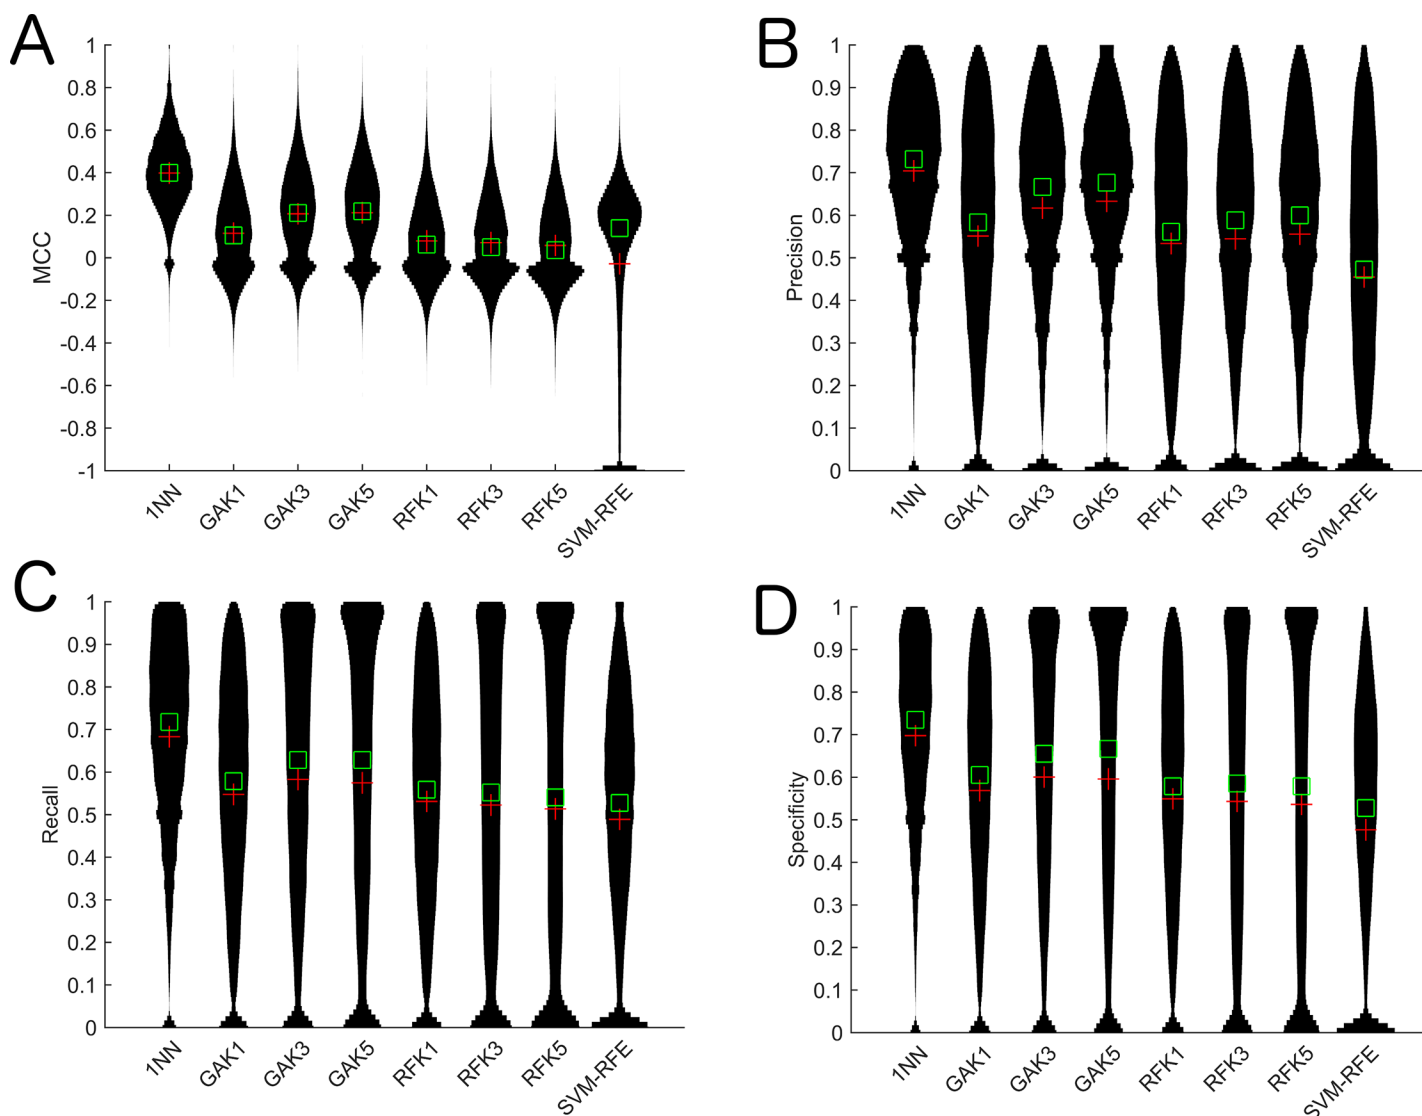 A
1
0.8
0.6
0.4
0.2
0
-0.2
-0.4
-0.6
-0.8
-1
MCC
1NN
GAK1
GAK3
GAK5
RFK1
RFK3
RFK5
SVM-RFE
B
1
0.9
0.8
0.7
0.6
0.5
0.4
0.3
0.2
0.1
0
Precision
1NN
GAK1
GAK3
GAK5
RFK1
RFK3
RFK5
SVM-RFE
C
1
0.9
0.8
0.7
0.6
0.5
0.4
0.3
0.2
0.1
0
Recall
1NN
GAK1
GAK3
GAK5
RFK1
RFK3
RFK5
SVM-RFE
D
1
0.9
0.8
0.7
0.6
0.5
0.4
0.3
0.2
0.1
0
Specificity
1NN
GAK1
GAK3
GAK5
RFK1
RFK3
RFK5
SVM-RFE